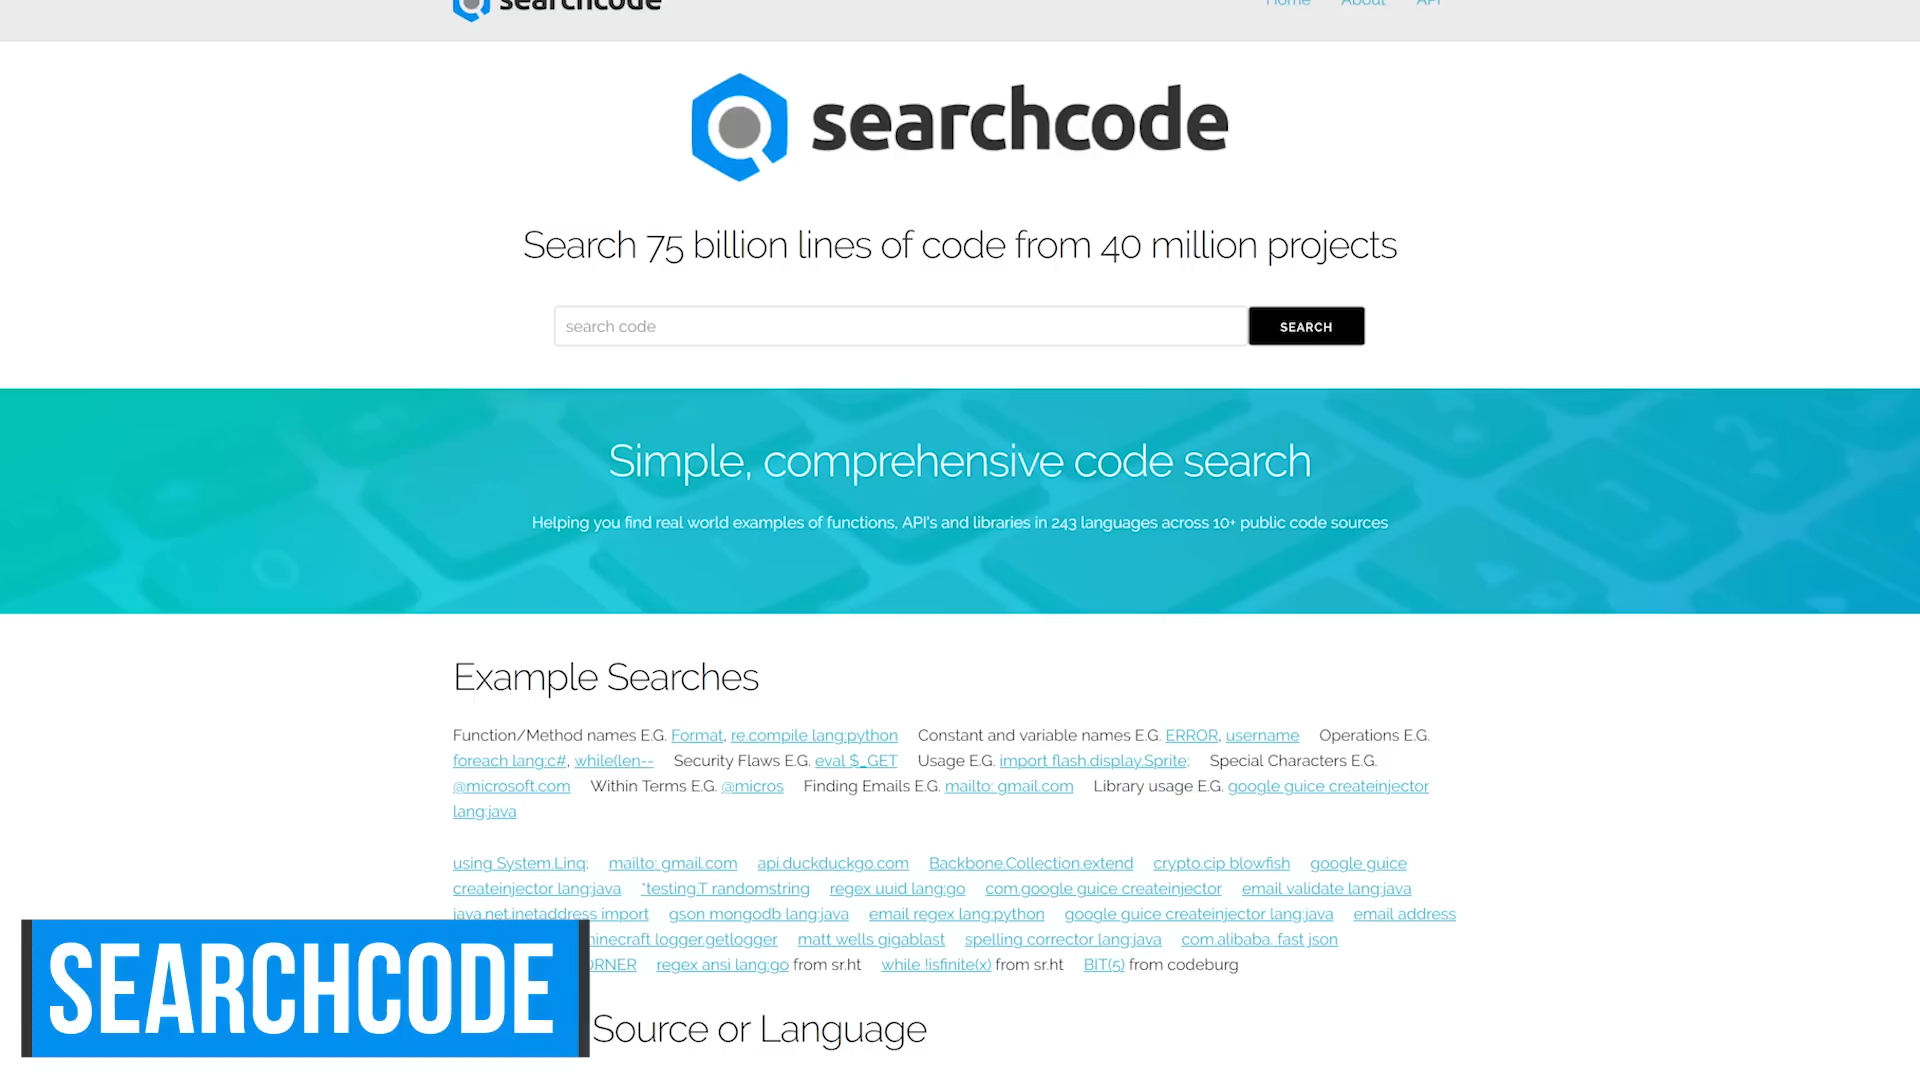 searchcode
Home About API
searchcode
Search 75 billion lines of code from 40 million projects
search code
SEARCH
Simple, comprehensive code search
Helping you find real world examples of functions, API's and libraries in 243 languages across 10+ public code sources
Example Searches
Function/Method names E.G. Format, re.compile lang:python Constant and variable names E.G. ERROR, username Operations E.G.
foreach lang:c#, while(len-- Security Flaws E.G. eval $_GET Usage E.G. import flash.display.Sprite; Special Characters E.G.
@microsoft.com Within Terms E.G. @micros Finding Emails E.G. mailto: gmail.com Library usage E.G. google guice createinjector
lang:java
using System.Linq; mailto: gmail.com api.duckduckgo.com Backbone.Collection.extend crypto.cip blowfish google guice
createinjector lang:java *testing.T randomstring regex uuid lang:go com.google guice createinjector email validate lang:java
java.net.inetaddress import gson mongodb lang:java email regex lang:python google guice createinjector lang:java email address
logger.getlogger matt wells gigablast spelling corrector lang:java com.alibaba. fast json
regex ansi lang:go from sr.ht while !isfinite(x) from sr.ht BIT(5) from codeburg
Source or Language
SEARCHCODE